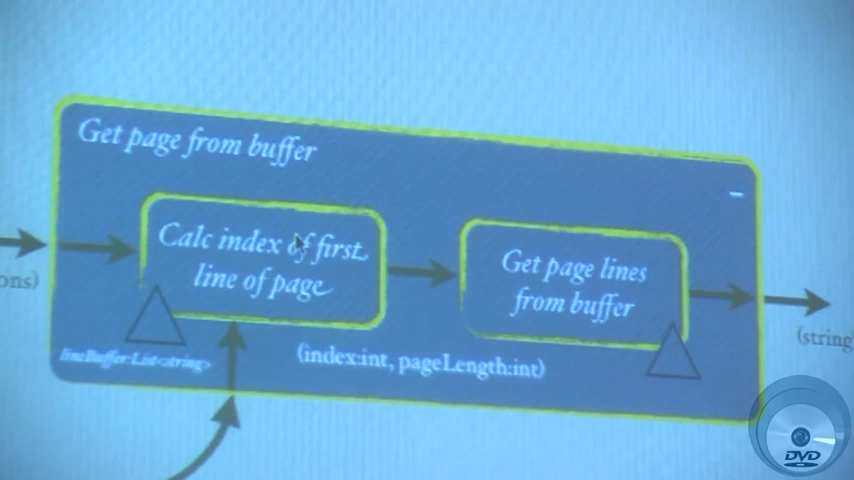 Get page from buffer
Calc index of first
line of page
Get page lines
from buffer
ons)
(string
lineBuffer:List<string>
(index:int, pageLength:int)
DVD